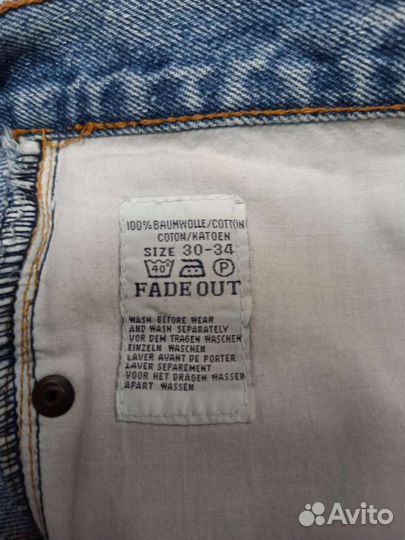 100% BAUMWOLLE/COTTON
COTON/KATOEN
SIZE 30-34
40° P
FADE OUT
WASH BEFORE WEAR
AND WASH SEPARATELY
VOR DEM TRAGEN WASCHEN
EINZELN WASCHEN
LAVER AVANT DE PORTER
LAVER SEPAREMENT
VOOR HET DRAGEN WASSEN
APART WASSEN
Avito